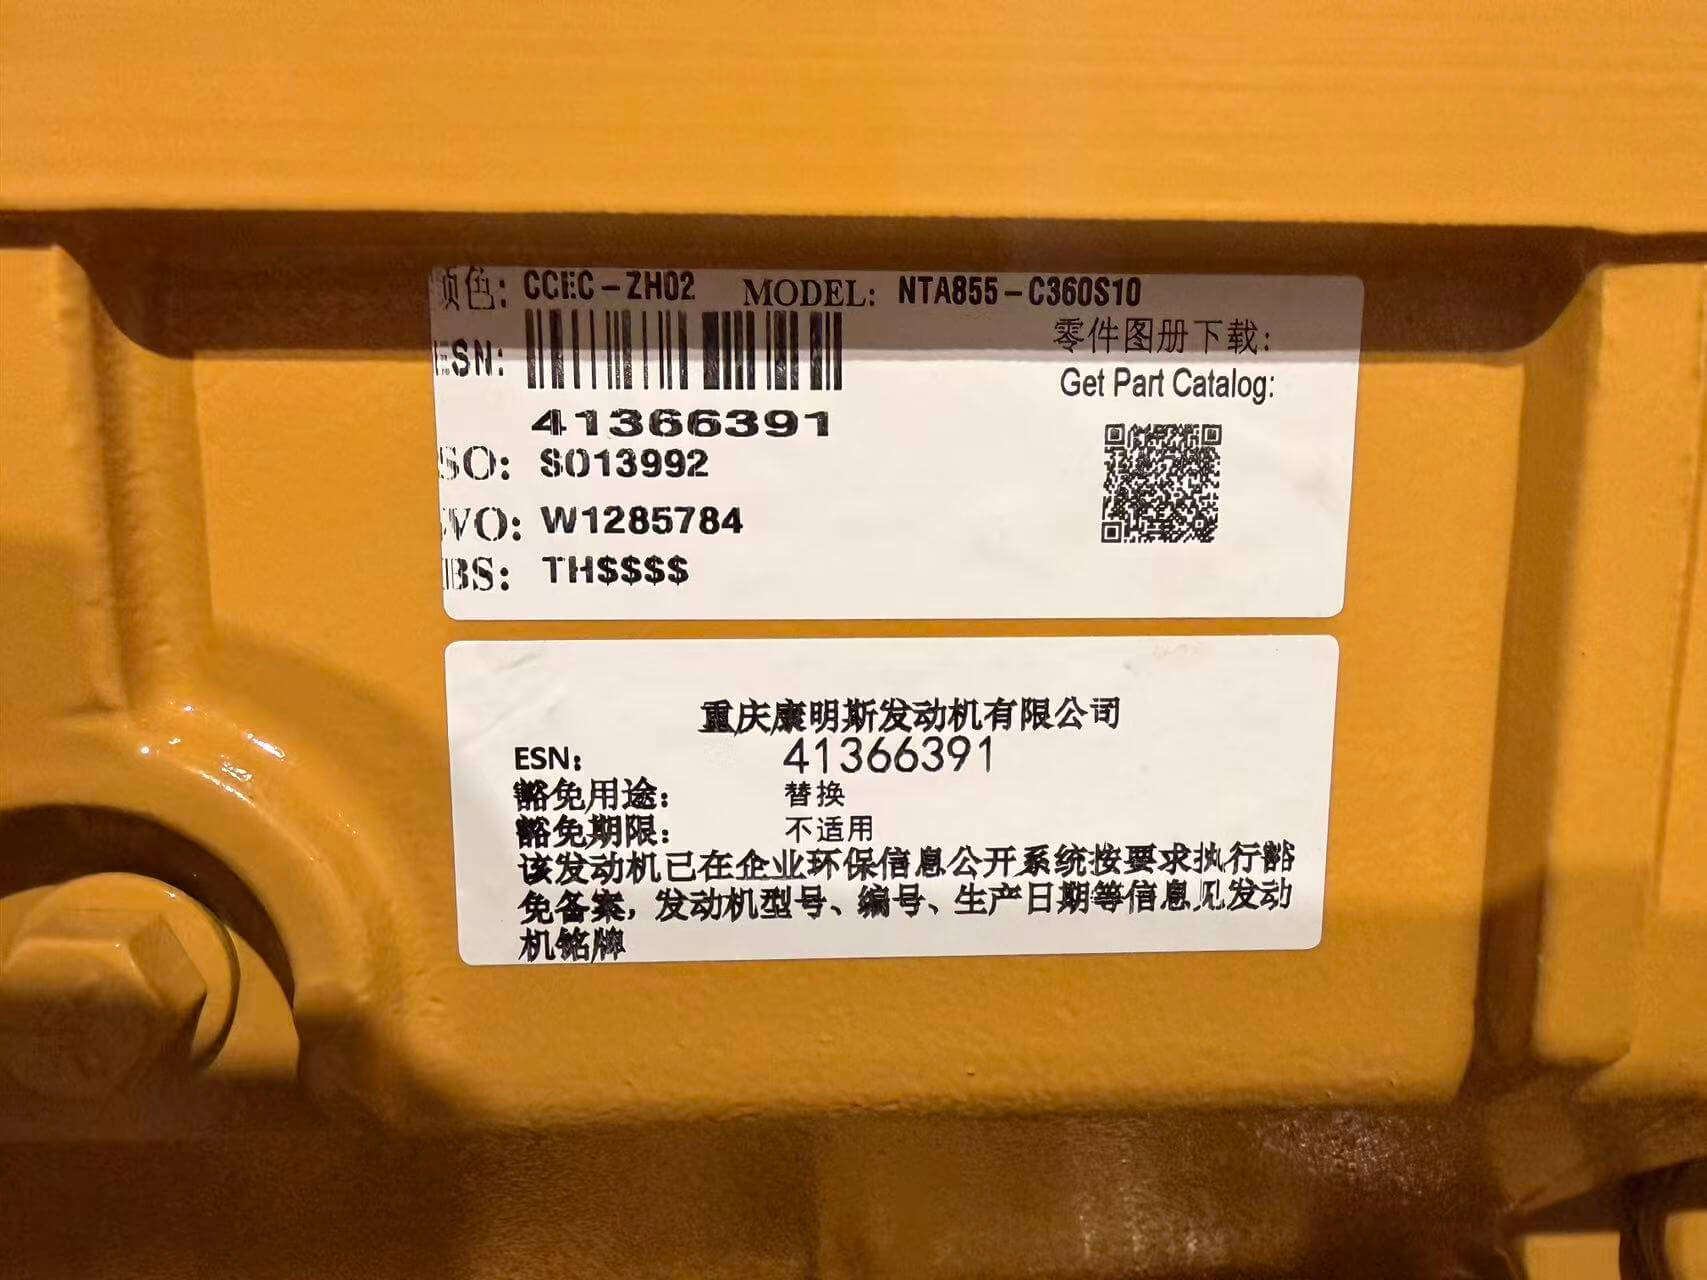 颜色: CCEC-ZH02 MODEL: NTA855-C360S10
零件图册下载:
ESN:
Get Part Catalog:
41366391
SO: SO13992
WO: W1285784
TH$$$$
重庆康明斯发动机有限公司
ESN: 41366391
豁免用途: 替换
豁免期限: 不适用
该发动机已在企业环保信息公开系统按要求执行豁
免备案，发动机型号、编号、生产日期等信息见发动
机铭牌